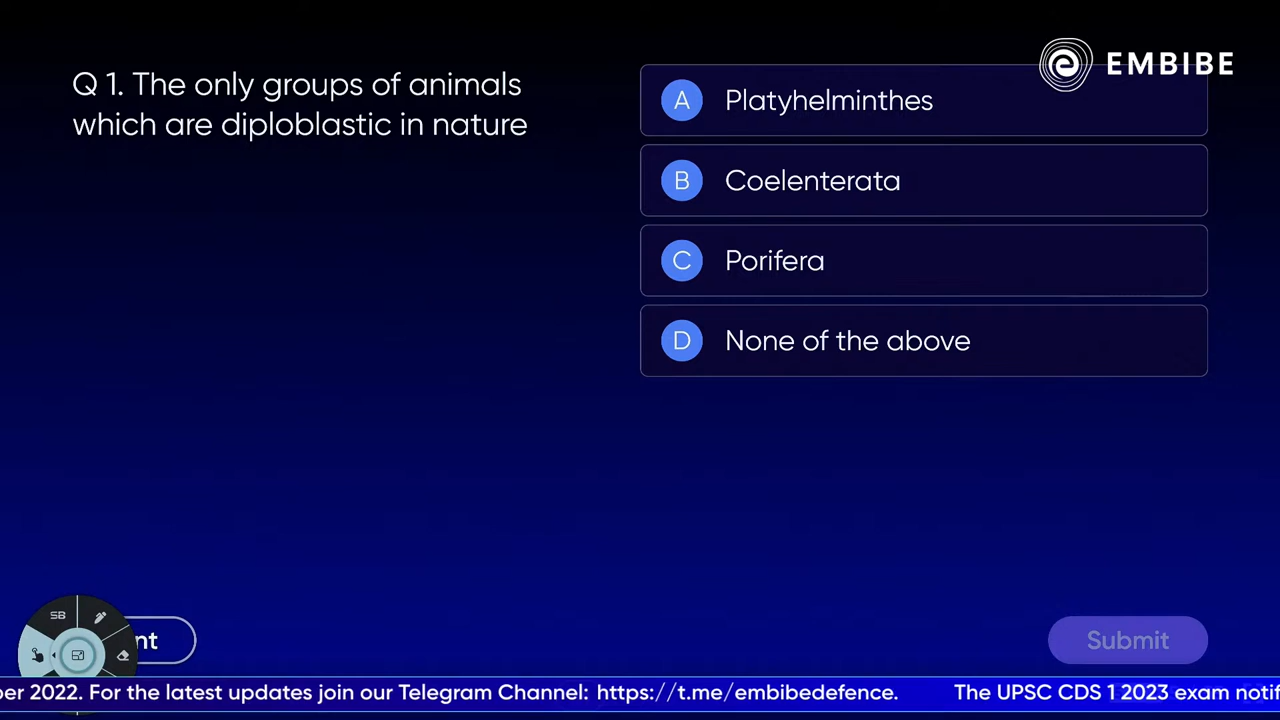 EMBIBE
Q 1. The only groups of animals
which are diploblastic in nature
A Platyhelminthes
B Coelenterata
C Porifera
D None of the above
SB
nt
Submit
er 2022. For the latest updates join our Telegram Channel: https://t.me/embibedefence. The UPSC CDS 1 2023 exam notif